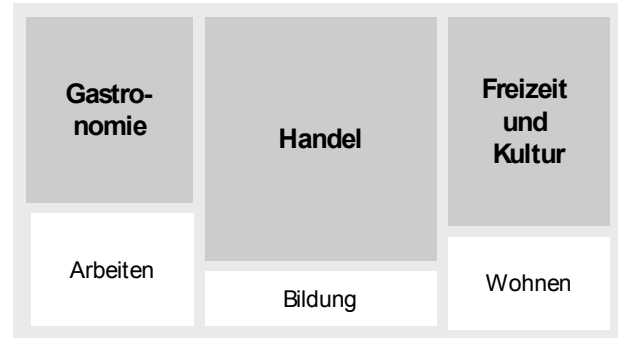 Gastro-
nomie
Handel
Freizeit
und
Kultur
Arbeiten
Bildung
Wohnen